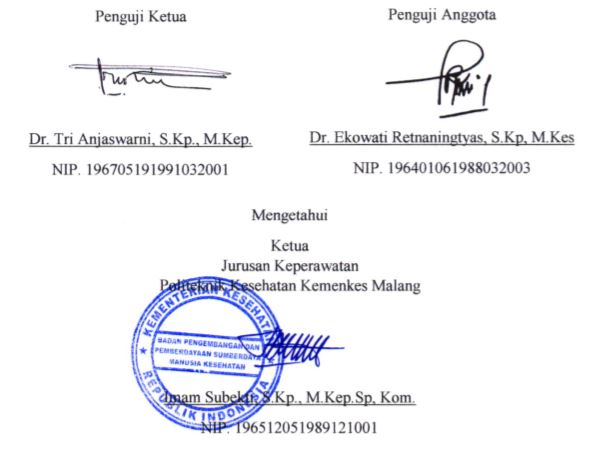 Penguji Ketua
Penguji Anggota
Dr. Tri Anjaswarni, S.Kp., M.Kep.
Dr. Ekowati Retnaningtyas, S.Kp, M.Kes
NIP. 196705191991032001
NIP. 196401061988032003
Mengetahui
Ketua
Jurusan Keperawatan
Politeknik Kesehatan Kemenkes Malang
KEMENTERIAN KESEHATAN
BADAN PENGEMBANGAN DAN
PEMBERDAYAAN SUMBERDAYA
MANUSIA KESEHATAN
REPUBLIK INDONESIA
Imam Subekti, S.Kp., M.Kep.Sp, Kom.
NIP. 196512051989121001